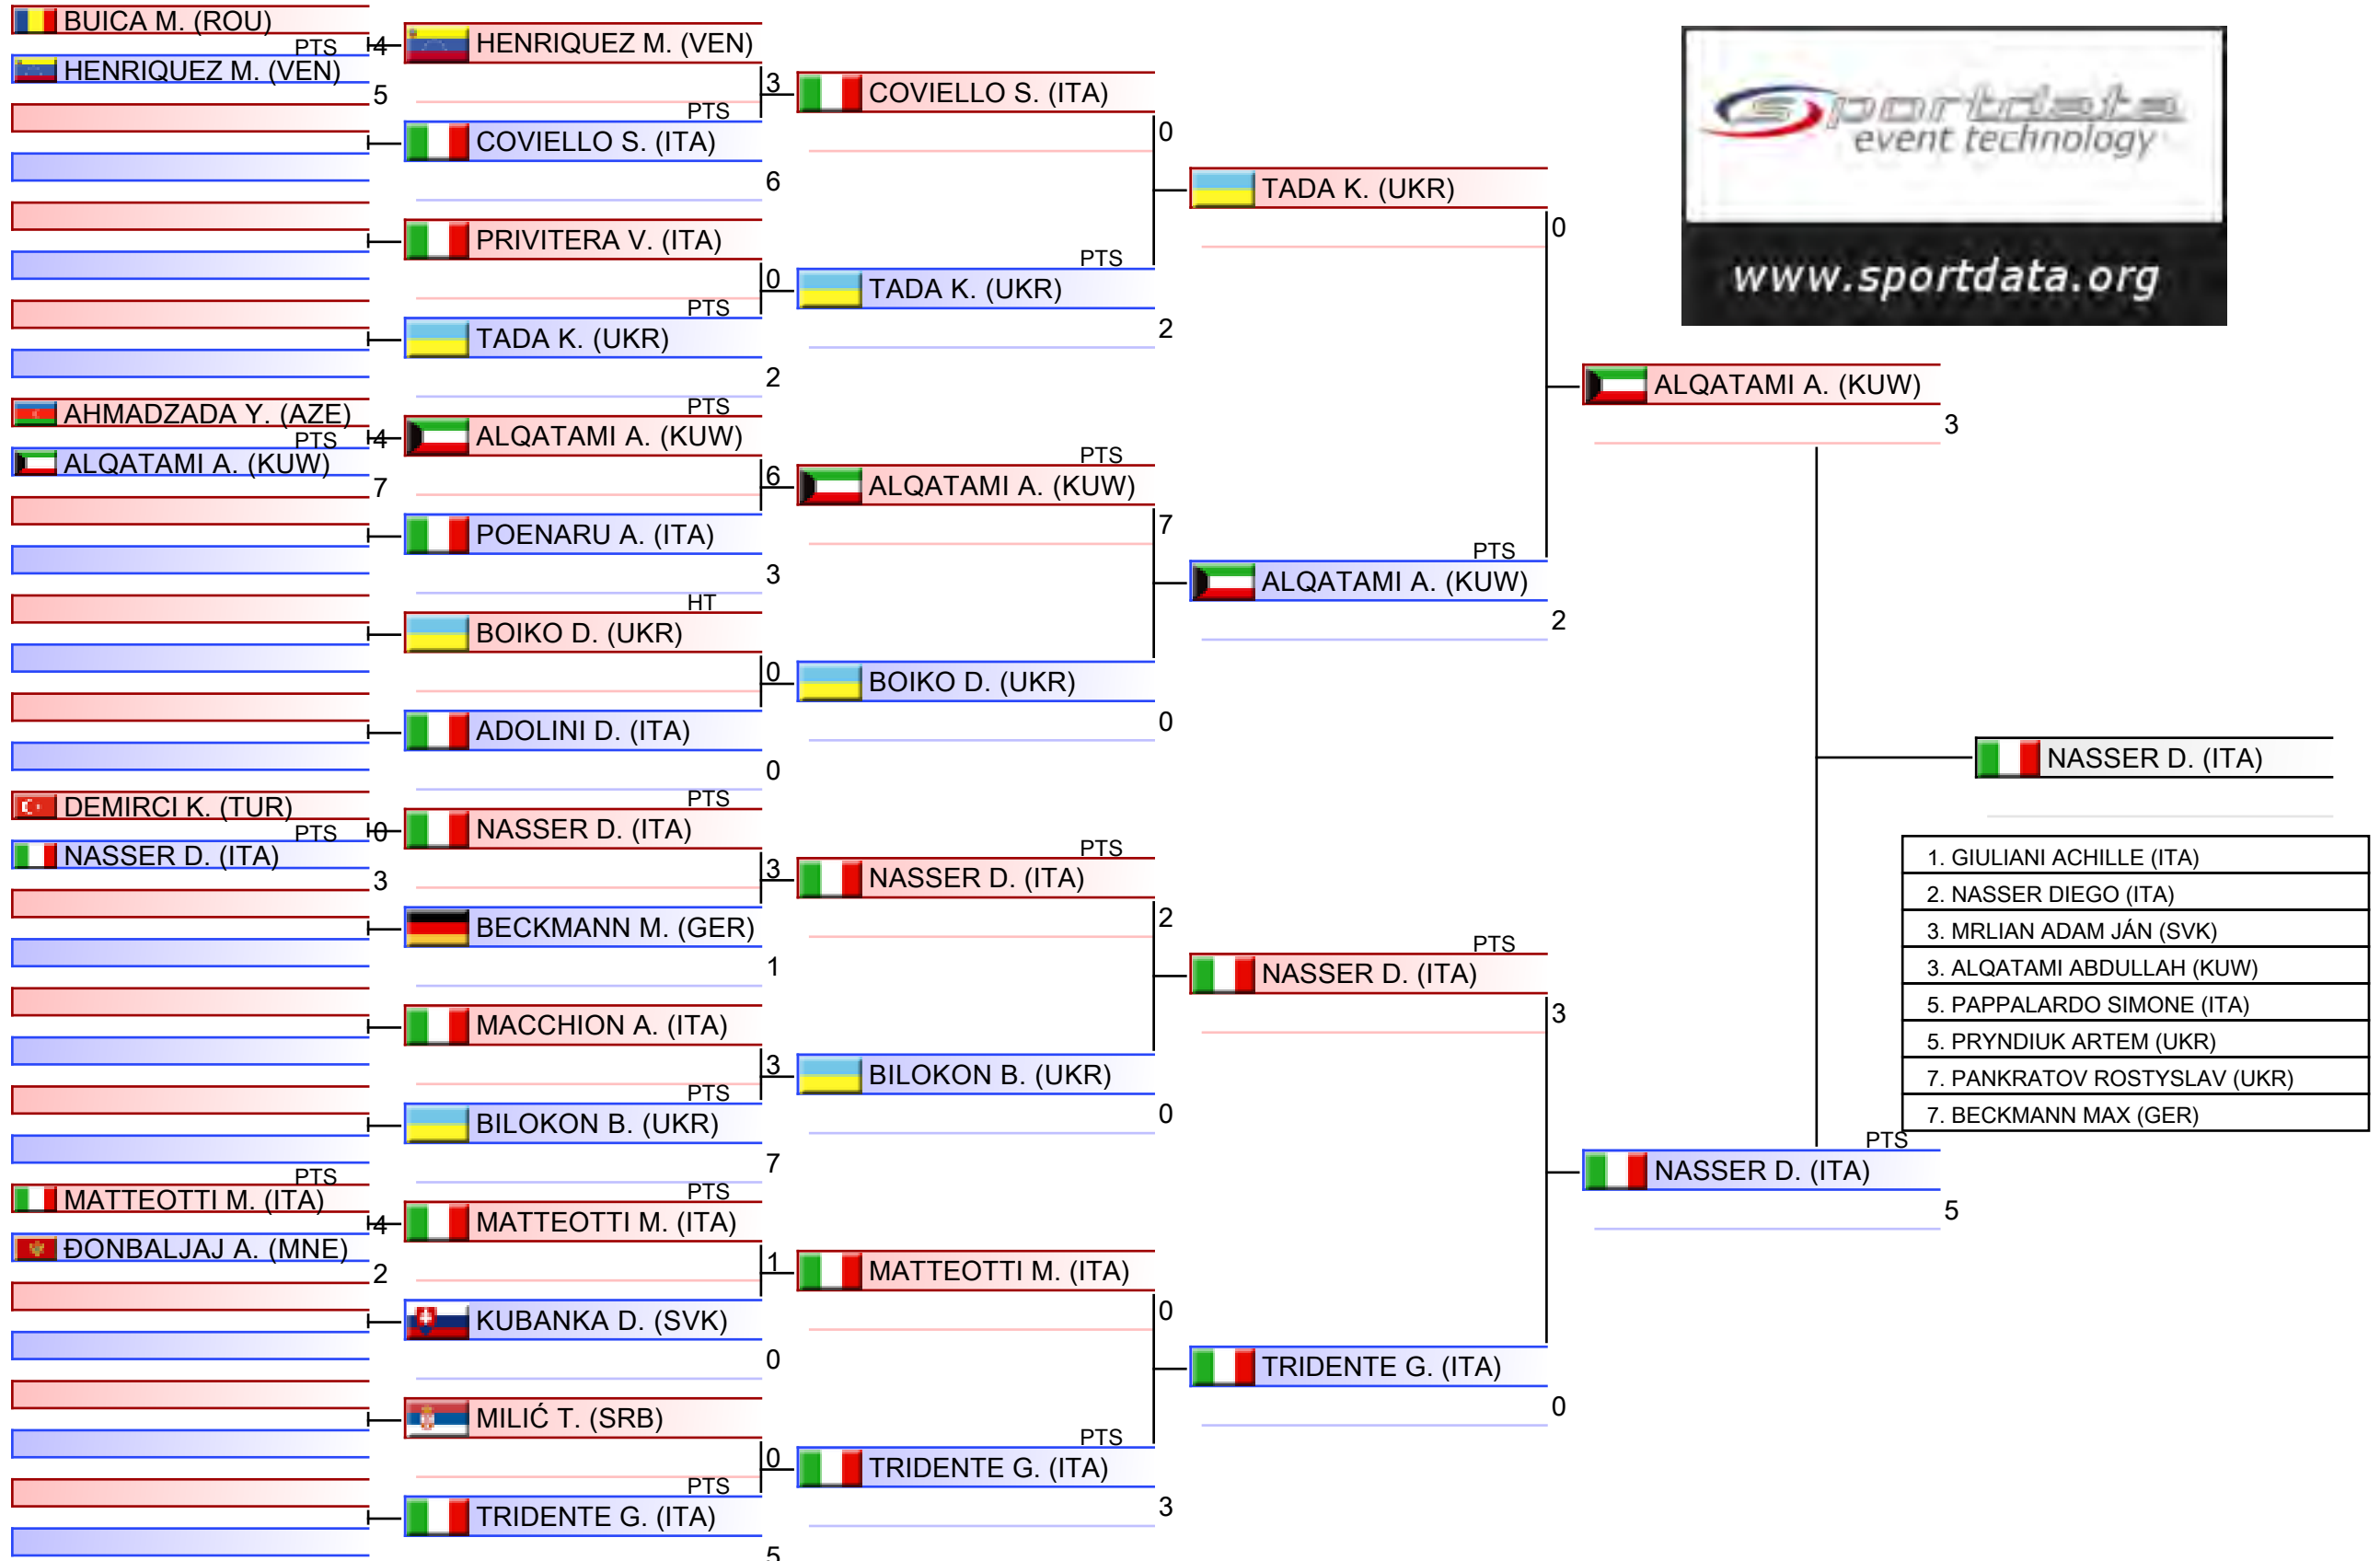 BUICA M. (ROU)
PTS 4
HENRIQUEZ M. (VEN)
5
AHMADZADA Y. (AZE)
PTS 4
ALQATAMI A. (KUW)
7
DEMIRCI K. (TUR)
PTS 0
NASSER D. (ITA)
3
PTS
MATTEOTTI M. (ITA)
4
ĐONBALJAJ A. (MNE)
2
HENRIQUEZ M. (VEN)
3
PTS
COVIELLO S. (ITA)
6
PRIVITERA V. (ITA)
0
PTS
TADA K. (UKR)
2
PTS
ALQATAMI A. (KUW)
6
POENARU A. (ITA)
3
HT
BOIKO D. (UKR)
0
ADOLINI D. (ITA)
0
PTS
NASSER D. (ITA)
3
BECKMANN M. (GER)
1
MACCHION A. (ITA)
3
PTS
BILOKON B. (UKR)
7
PTS
MATTEOTTI M. (ITA)
1
KUBANKA D. (SVK)
0
MILIĆ T. (SRB)
0
PTS
TRIDENTE G. (ITA)
5
COVIELLO S. (ITA)
0
PTS
TADA K. (UKR)
2
PTS
ALQATAMI A. (KUW)
7
BOIKO D. (UKR)
0
PTS
NASSER D. (ITA)
2
BILOKON B. (UKR)
0
MATTEOTTI M. (ITA)
0
PTS
TRIDENTE G. (ITA)
3
TADA K. (UKR)
0
PTS
ALQATAMI A. (KUW)
2
PTS
NASSER D. (ITA)
3
TRIDENTE G. (ITA)
0
ALQATAMI A. (KUW)
3
PTS
NASSER D. (ITA)
5
NASSER D. (ITA)
sportdata
event technology
www.sportdata.org
1. GIULIANI ACHILLE (ITA)
2. NASSER DIEGO (ITA)
3. MRLIAN ADAM JÁN (SVK)
3. ALQATAMI ABDULLAH (KUW)
5. PAPPALARDO SIMONE (ITA)
5. PRYNDIUK ARTEM (UKR)
7. PANKRATOV ROSTYSLAV (UKR)
7. BECKMANN MAX (GER)